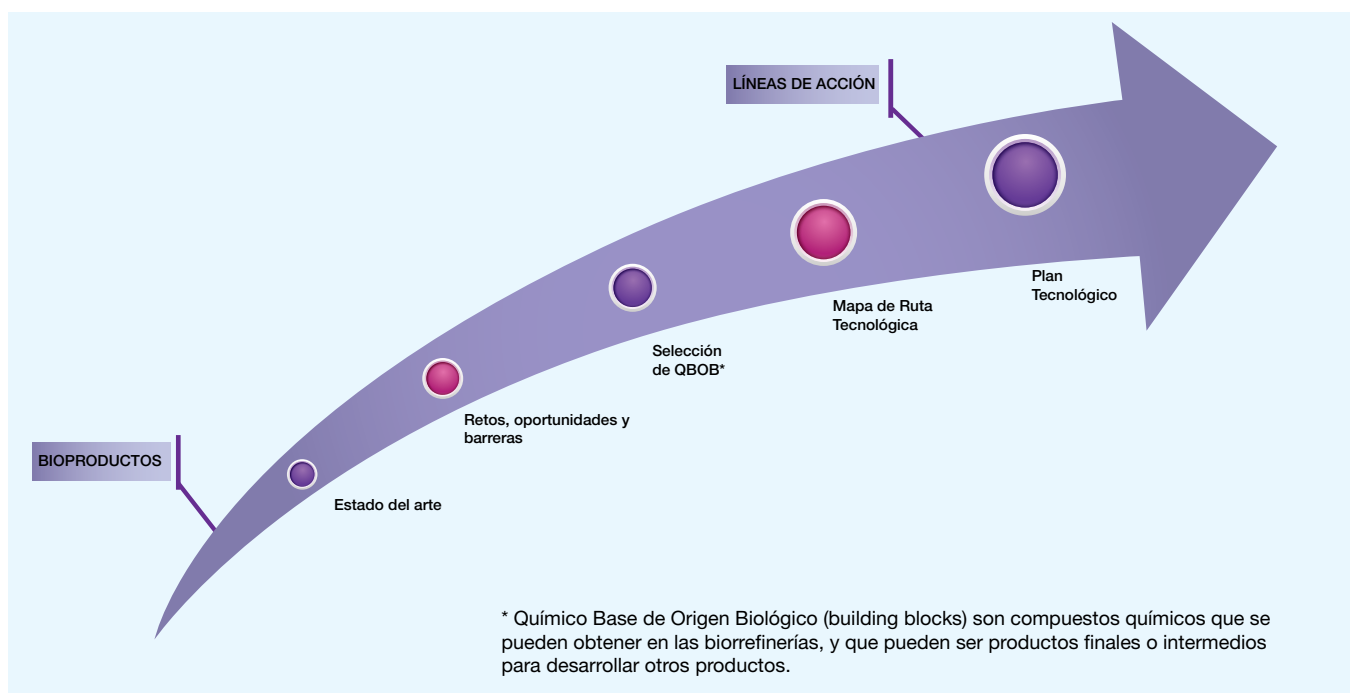 LÍNEAS DE ACCIÓN
Plan
Tecnológico
Mapa de Ruta
Tecnológica
Selección
de QBOB*
Retos, oportunidades y
barreras
BIOPRODUCTOS
Estado del arte
* Químico Base de Origen Biológico (building blocks) son compuestos químicos que se
pueden obtener en las biorrefinerías, y que pueden ser productos finales o intermedios
para desarrollar otros productos.